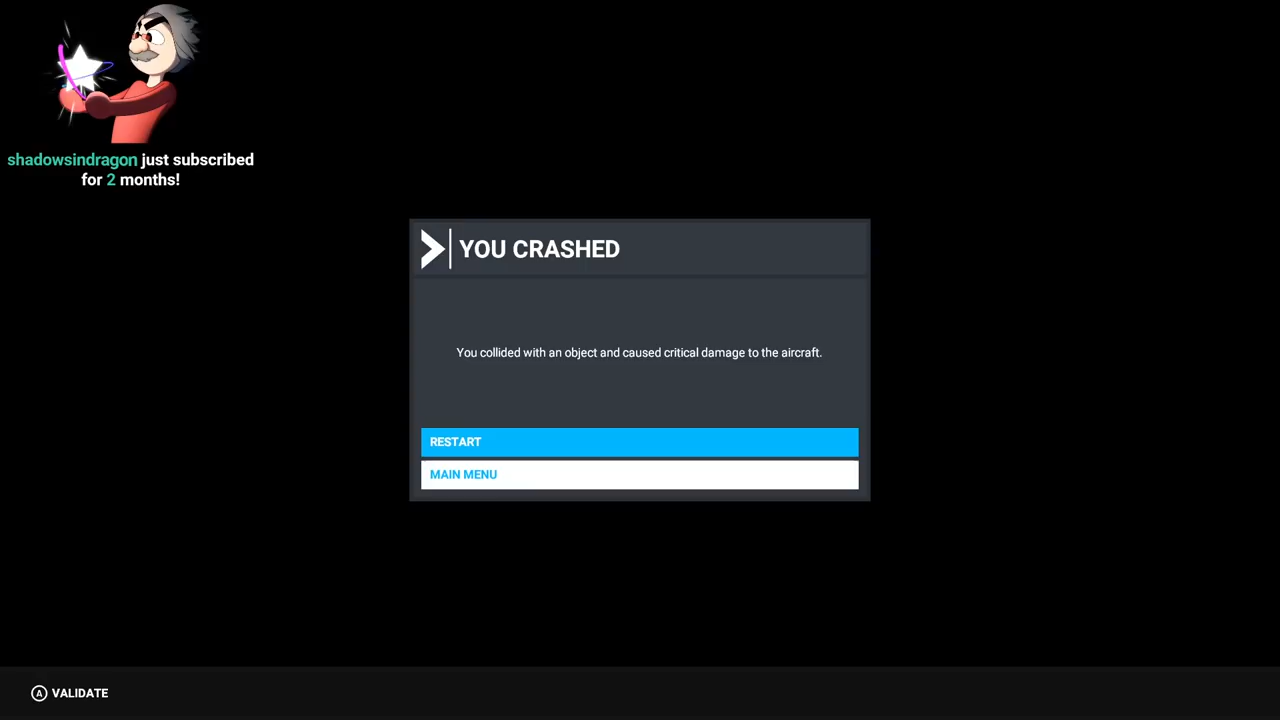 shadowsindragon just subscribed
for 2 months!
YOU CRASHED
You collided with an object and caused critical damage to the aircraft.
RESTART
MAIN MENU
A VALIDATE